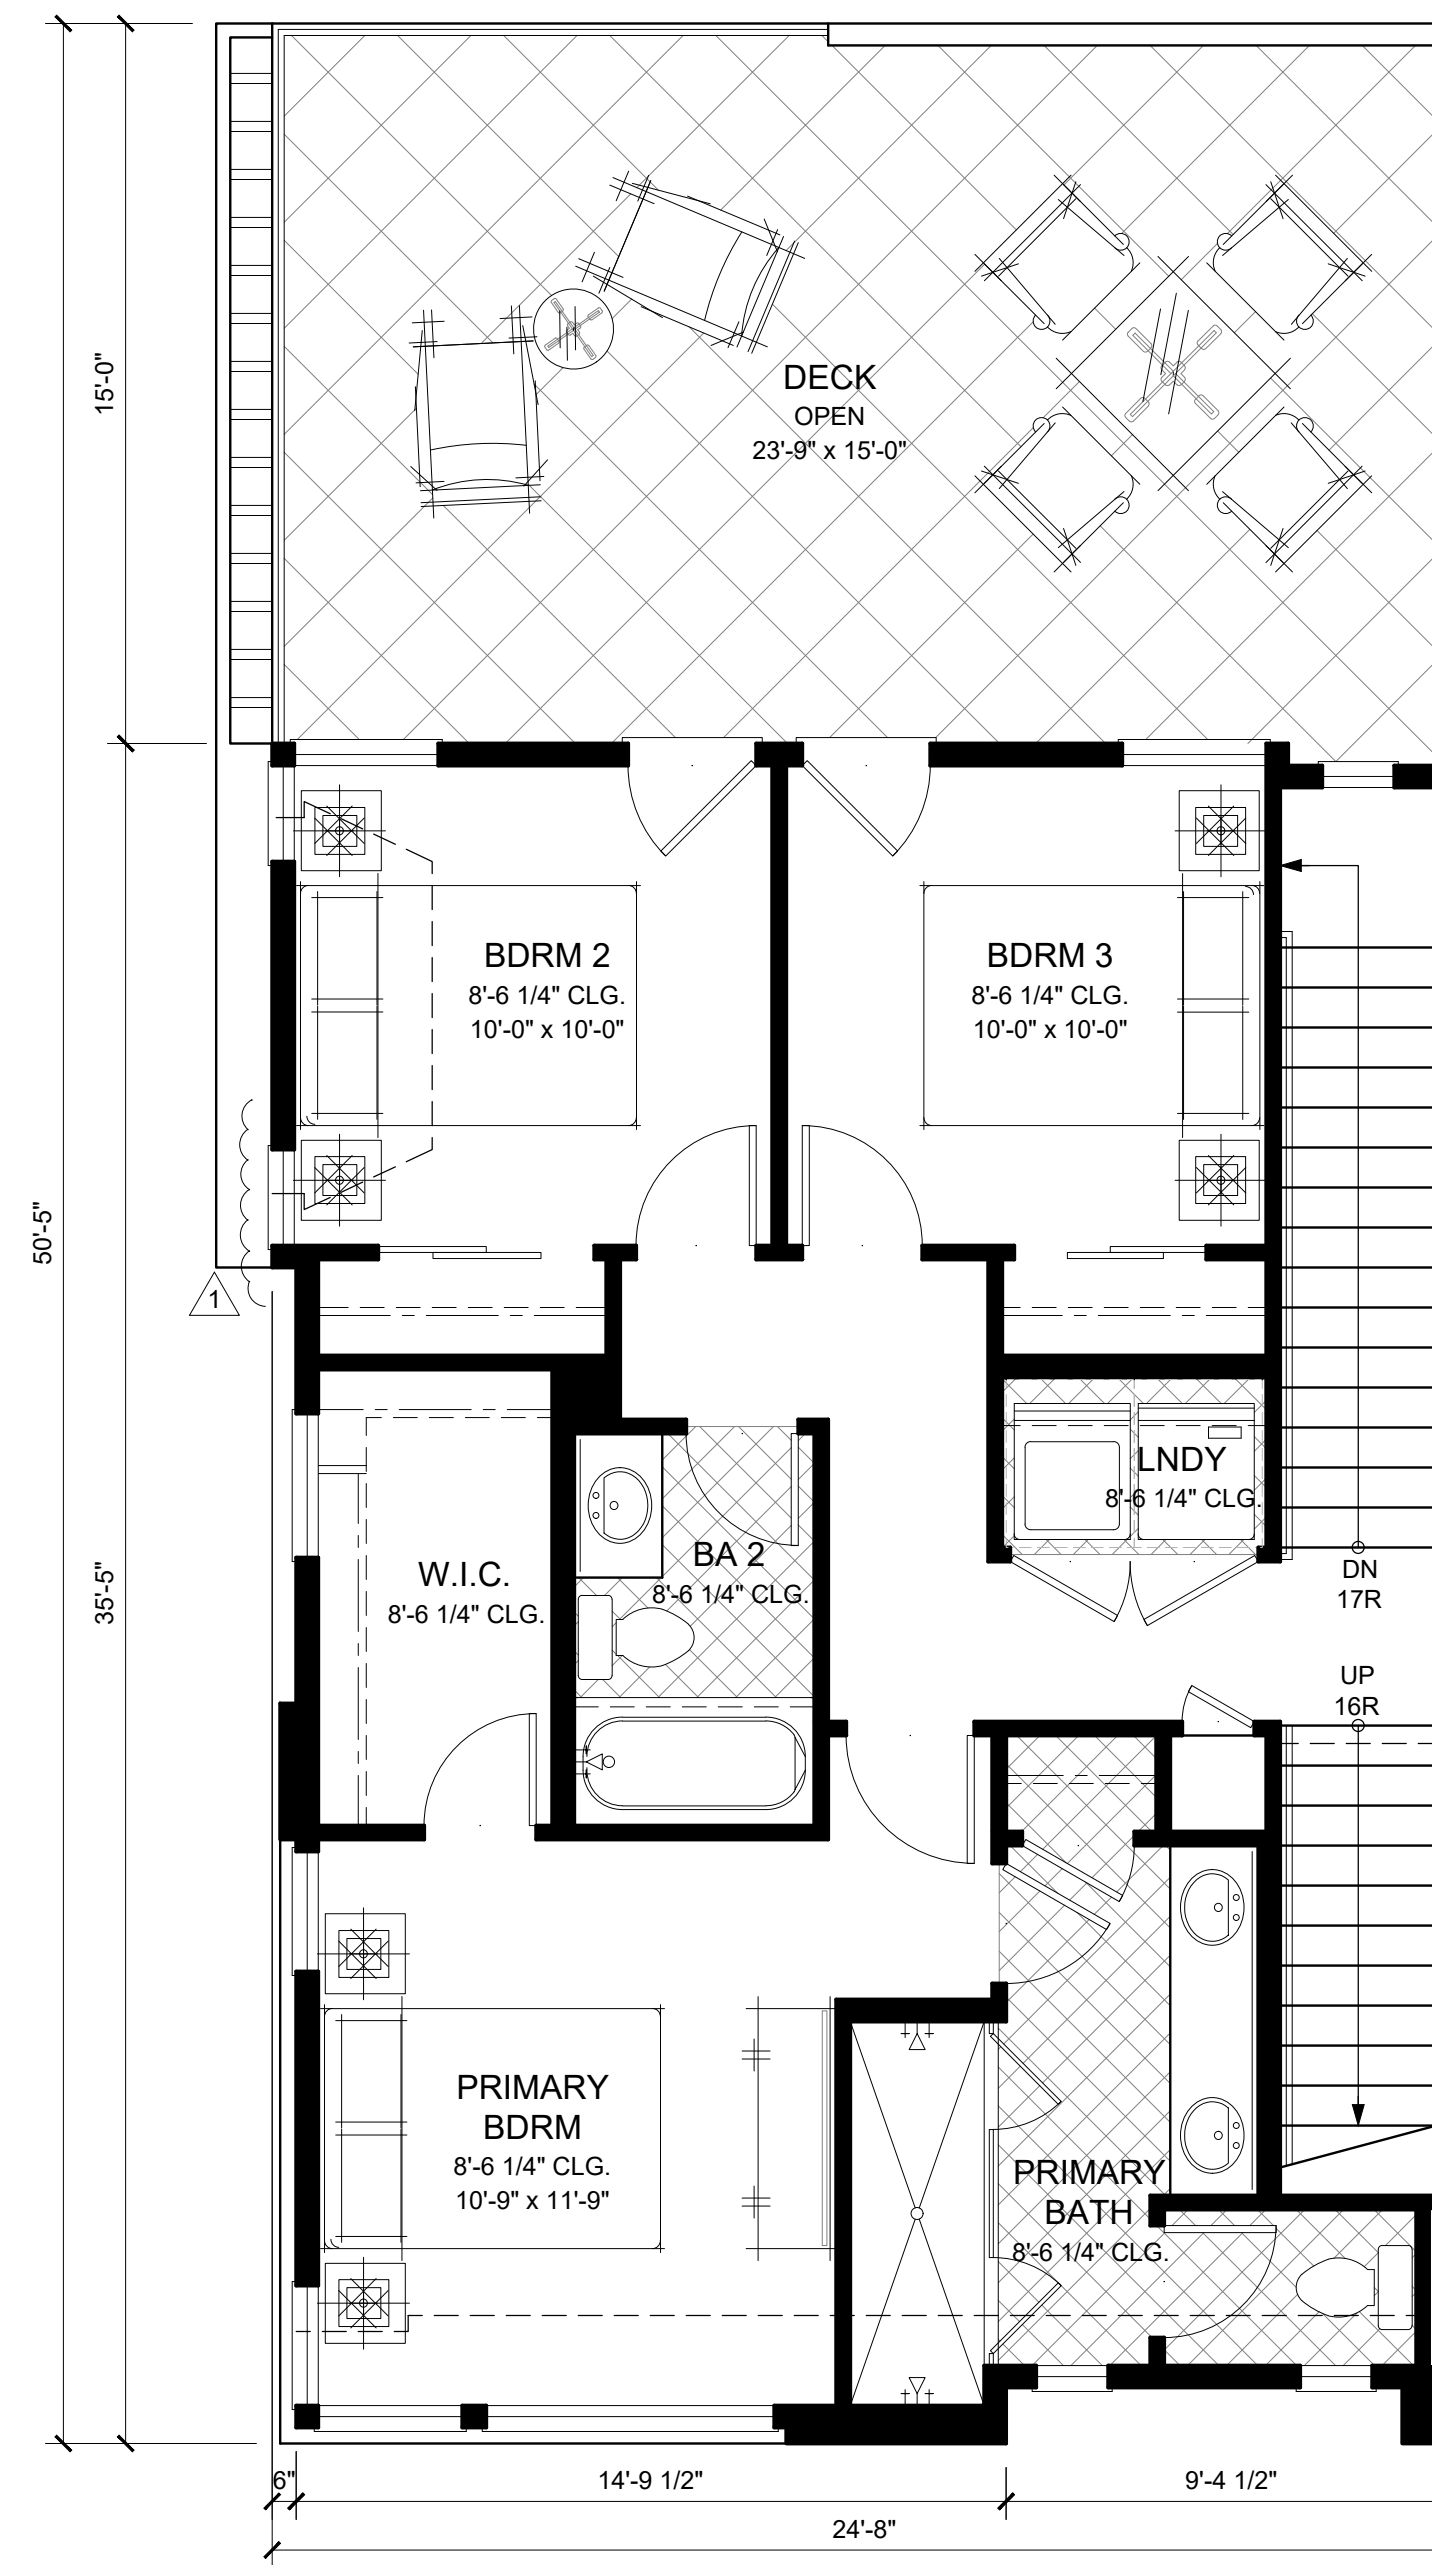 15'-0"
DECK
OPEN
23'-9" x 15'-0"
BDRM 2
8'-6 1/4" CLG.
10'-0" x 10'-0"
BDRM 3
8'-6 1/4" CLG.
10'-0" x 10'-0"
50'-5"
1
35'-5"
LNDY
8'-6 1/4" CLG.
W.I.C.
8'-6 1/4" CLG.
BA 2
8'-6 1/4" CLG.
DN
17R
UP
16R
PRIMARY
BDRM
8'-6 1/4" CLG.
10'-9" x 11'-9"
PRIMARY
BATH
8'-6 1/4" CLG.
6"
14'-9 1/2"
9'-4 1/2"
24'-8"